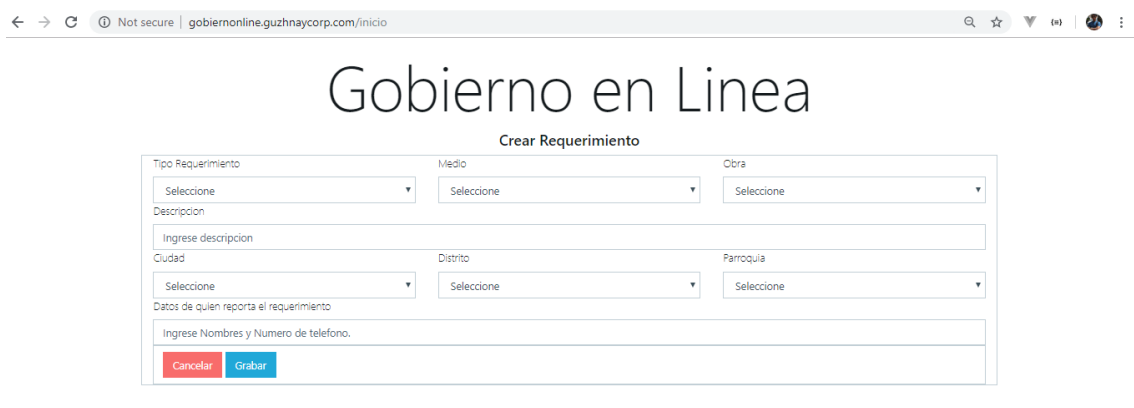 Not secure | gobiernonline.guzhnaycorp.com/inicio
Gobierno en Linea
Crear Requerimiento
Tipo Requerimiento Medio Obra
Seleccione Seleccione Seleccione
Descripcion
Ingrese descripcion
Ciudad Distrito Parroquia
Seleccione Seleccione Seleccione
Datos de quien reporta el requerimiento
Ingrese Nombres y Numero de telefono.
Cancelar Grabar